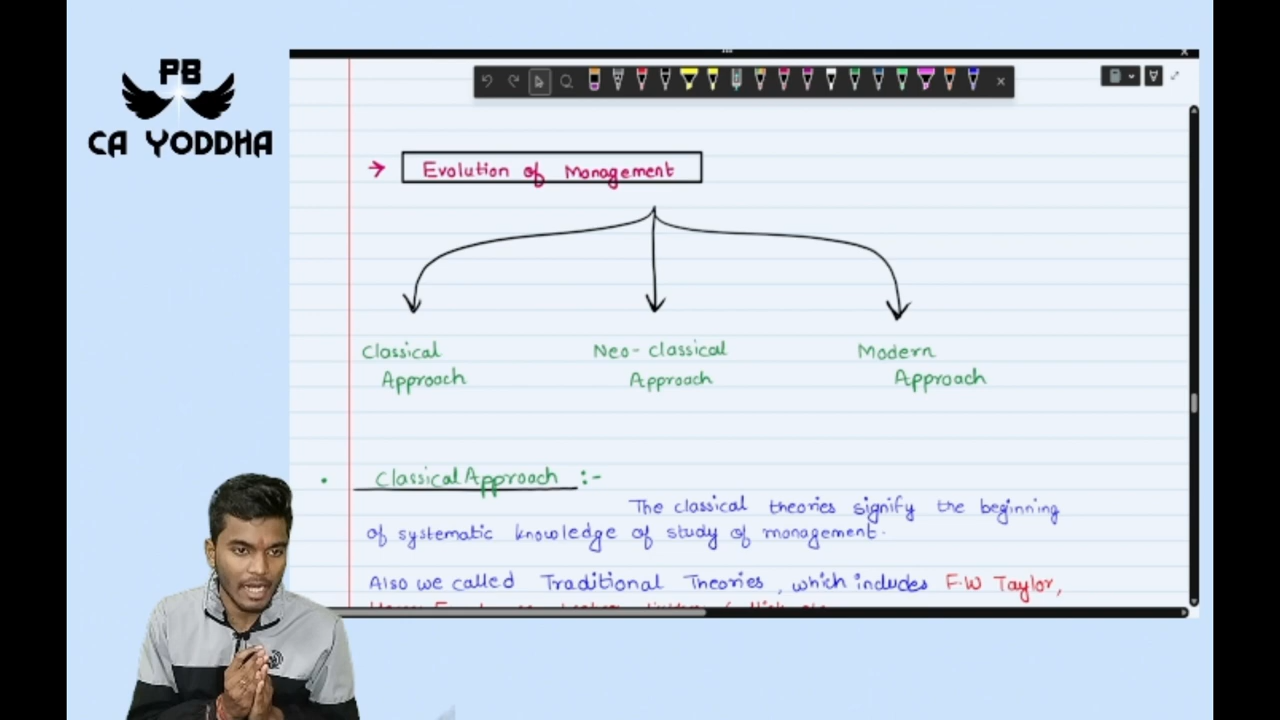 PB
CA YODDHA
→ Evolution of Management
Classical Approach
Neo-classical Approach
Modern Approach
• Classical Approach :-
The classical theories signify the beginning
of systematic knowledge of study of management.
Also we called Traditional Theories, which includes F.W Taylor,